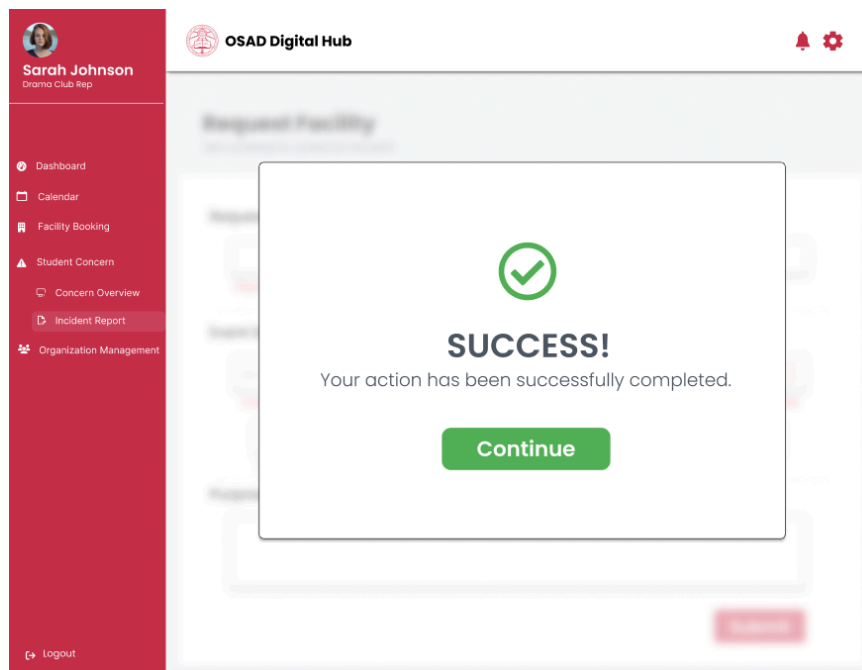 Sarah Johnson
Drama Club Rep
Dashboard
Calendar
Facility Booking
Student Concern
Concern Overview
Incident Report
Organization Management
Logout
OSAD Digital Hub
Request Facility
SUCCESS!
Your action has been successfully completed.
Continue
Submit